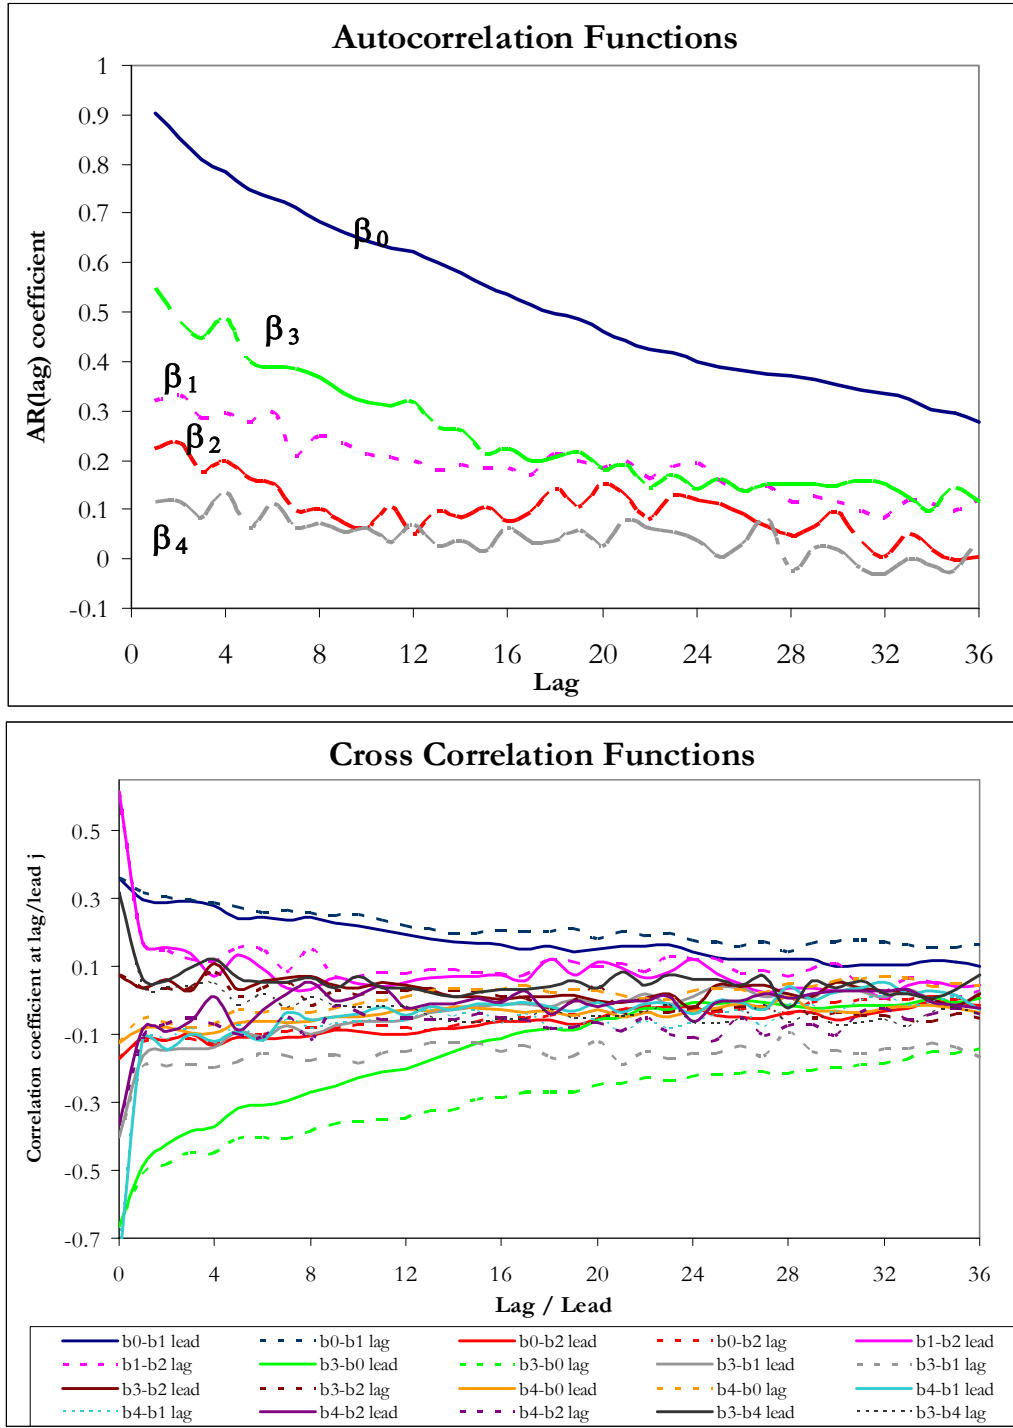 Autocorrelation Functions
1
0.9
0.8
0.7
0.6
0.5
0.4
0.3
0.2
0.1
0
-0.1
AR(lag) coefficient
β0
β3
β1
β2
β4
0 4 8 12 16 20 24 28 32 36
Lag
Cross Correlation Functions
0.5
0.3
0.1
-0.1
-0.3
-0.5
-0.7
Correlation coefficient at lag/lead j
0 4 8 12 16 20 24 28 32 36
Lag / Lead
b0-b1 lead b0-b1 lag b0-b2 lead b0-b2 lag b1-b2 lead
b1-b2 lag b3-b0 lead b3-b0 lag b3-b1 lead b3-b1 lag
b3-b2 lead b3-b2 lag b4-b0 lead b4-b0 lag b4-b1 lead
b4-b1 lag b4-b2 lead b4-b2 lag b3-b4 lead b3-b4 lag